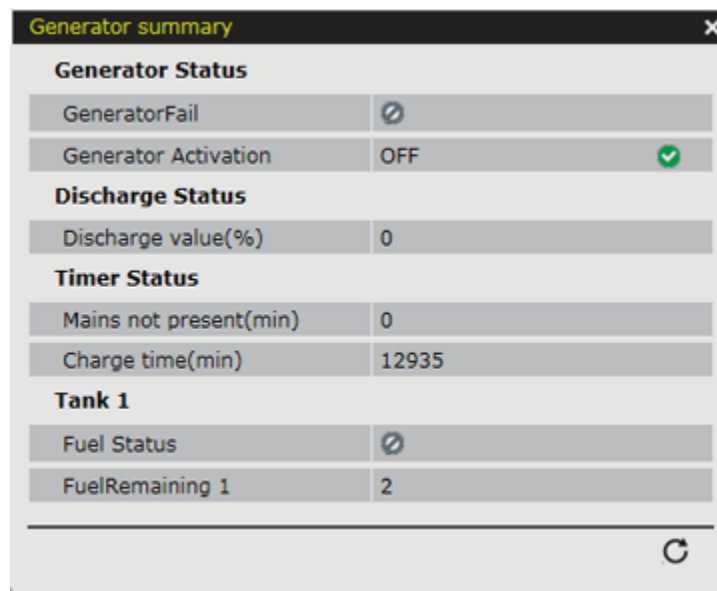 Generator summary
Generator Status
GeneratorFail
Generator Activation OFF
Discharge Status
Discharge value(%) 0
Timer Status
Mains not present(min) 0
Charge time(min) 12935
Tank 1
Fuel Status
FuelRemaining 1 2